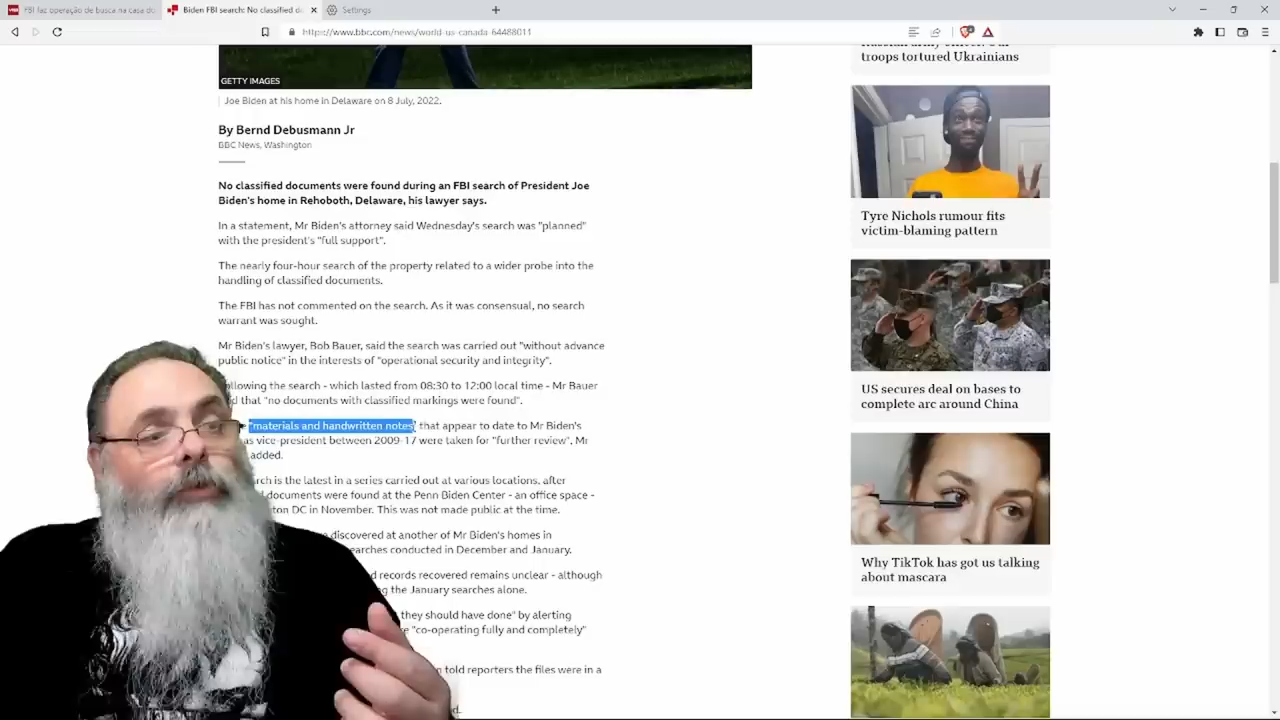 FBI faz operação de busca na casa do
Biden FBI search: No classified d
Settings
https://www.bbc.com/news/world-us-canada-64488011
GETTY IMAGES
Joe Biden at his home in Delaware on 8 July, 2022.
By Bernd Debusmann Jr
BBC News, Washington
No classified documents were found during an FBI search of President Joe
Biden's home in Rehoboth, Delaware, his lawyer says.
In a statement, Mr Biden's attorney said Wednesday's search was "planned"
with the president's "full support".
The nearly four-hour search of the property related to a wider probe into the
handling of classified documents.
The FBI has not commented on the search. As it was consensual, no search
warrant was sought.
Mr Biden's lawyer, Bob Bauer, said the search was carried out "without advance
public notice" in the interests of "operational security and integrity".
ollowing the search - which lasted from 08:30 to 12:00 local time - Mr Bauer
d that "no documents with classified markings were found".
"materials and handwritten notes" that appear to date to Mr Biden's
as vice-president between 2009-17 were taken for "further review", Mr
added.
rch is the latest in a series carried out at various locations, after
d documents were found at the Penn Biden Center - an office space -
ton DC in November. This was not made public at the time.
discovered at another of Mr Biden's homes in
earches conducted in December and January.
d records recovered remains unclear - although
g the January searches alone.
they should have done" by alerting
e "co-operating fully and completely"
n told reporters the files were in a
d.
troops tortured Ukrainians
Tyre Nichols rumour fits
victim-blaming pattern
US secures deal on bases to
complete arc around China
Why TikTok has got us talking
about mascara